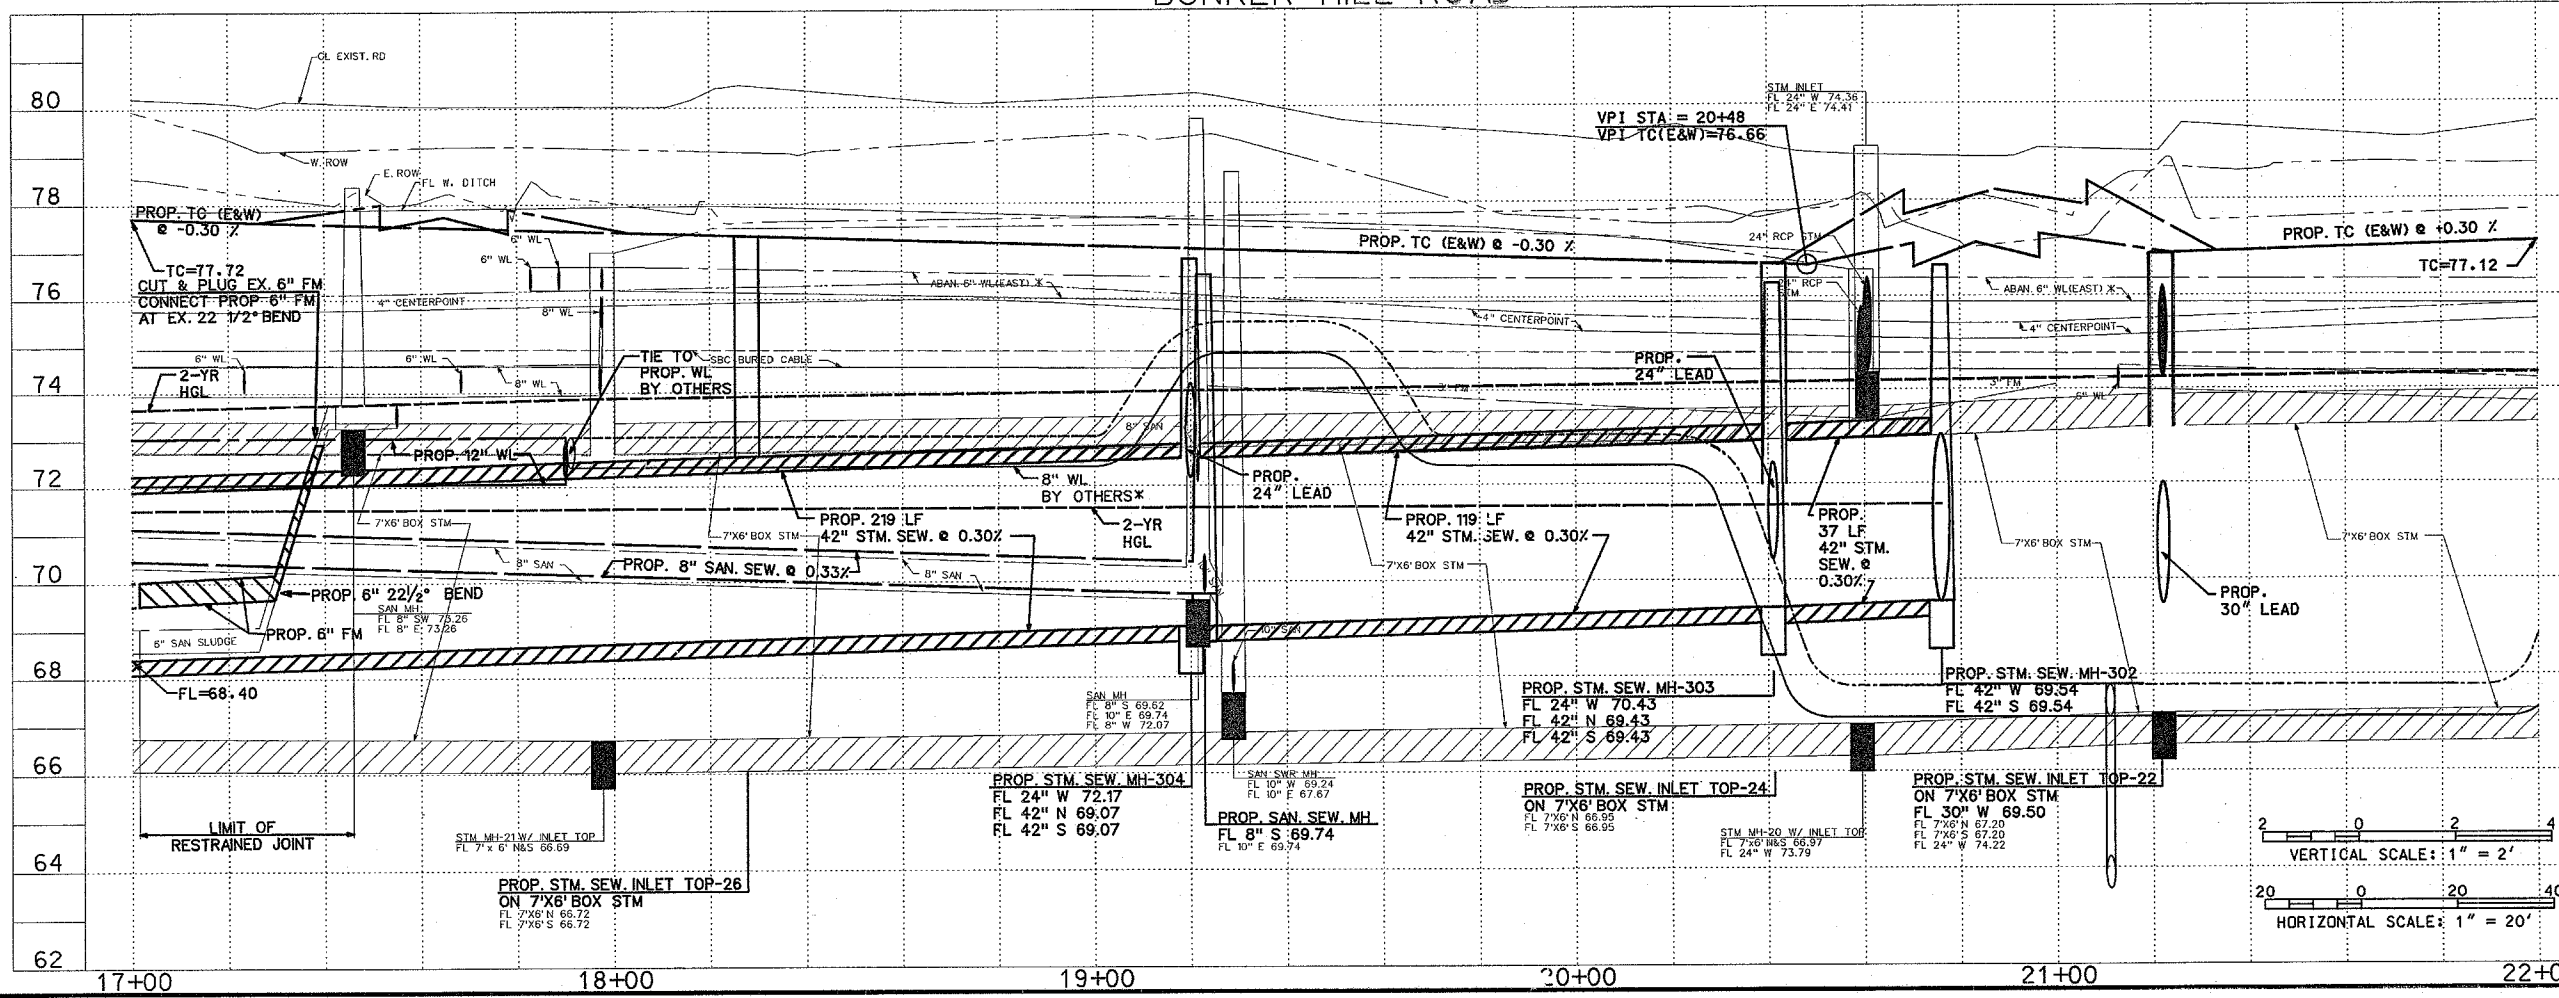 BUNKER HILL ROAD
CL EXIST. RD
80
STM INLET
FL 24" W 74.36
FL 24" E 74.41
VPI STA = 20+48
VPI TC(E&W)=76.66
W. ROW
E. ROW
FL W. DITCH
78
PROP. TC (E&W)
@ -0.30 %
6" WL
6" WL
PROP. TC (E&W) @ -0.30 %
24" RCP STM
PROP. TC (E&W) @ +0.30 %
TC=77.12
TC=77.72
CUT & PLUG EX. 6" FM
CONNECT PROP 6" FM
AT EX. 22 1/2° BEND
76
4" CENTERPOINT
8" WL
ABAN. 6" WL(EAST) *
4" CENTERPOINT
24" RCP
STM
ABAN. 6" WL(EAST) *
4" CENTERPOINT
6" WL
6" WL
8" WL
TIE TO
PROP. WL
BY OTHERS
SBC BURIED CABLE
PROP.
24" LEAD
74
2-YR
HGL
3" FM
3" FM
6" WL
8" SAN
PROP. 12" WL
72
8" WL
BY OTHERS*
PROP.
24" LEAD
7'X6' BOX STM
PROP. 219 LF
42" STM. SEW. @ 0.30%
7'X6' BOX STM
2-YR
HGL
PROP. 119 LF
42" STM. SEW. @ 0.30%
7'X6' BOX STM
PROP.
37 LF
42" STM.
SEW. @
0.30%
7'X6' BOX STM
7'X6' BOX STM
70
8" SAN
PROP. 8" SAN. SEW. @ 0.33%
8" SAN
PROP. 6" 22½° BEND
SAN MH
FL 8" SW 73.26
FL 8" E 73.26
PROP. 6" FM
6" SAN SLUDGE
10" SAN
PROP.
30" LEAD
68
FL=68.40
SAN MH
FL 8" S 69.62
FL 10" E 69.74
FL 8" W 72.07
PROP. STM. SEW. MH-303
FL 24" W 70.43
FL 42" N 69.43
FL 42" S 69.43
PROP. STM. SEW. MH-302
FL 42" W 69.54
FL 42" S 69.54
66
PROP. STM. SEW. MH-304
FL 24" W 72.17
FL 42" N 69.07
FL 42" S 69.07
SAN SWR MH
FL 10" W 69.24
FL 10" E 67.67
PROP. SAN. SEW. MH
FL 8" S 69.74
FL 10" E 69.74
PROP. STM. SEW. INLET TOP-24
ON 7'X6' BOX STM
FL 7'X6' N 66.95
FL 7'X6' S 66.95
PROP. STM. SEW. INLET TOP-22
ON 7'X6' BOX STM
FL 30" W 69.50
FL 7'X6' N 67.20
FL 7'X6' S 67.20
FL 24" W 74.22
LIMIT OF
RESTRAINED JOINT
STM MH-21 W/ INLET TOP
FL 7' x 6' N&S 66.69
STM MH-20 W/ INLET TOP
FL 7'x6' N&S 66.97
FL 24" W 73.79
2 0 2 4
VERTICAL SCALE: 1" = 2'
64
PROP. STM. SEW. INLET TOP-26
ON 7'X6' BOX STM
FL 7'X6' N 66.72
FL 7'X6' S 66.72
20 0 20 40
HORIZONTAL SCALE: 1" = 20'
62
17+00 18+00 19+00 20+00 21+00 22+0